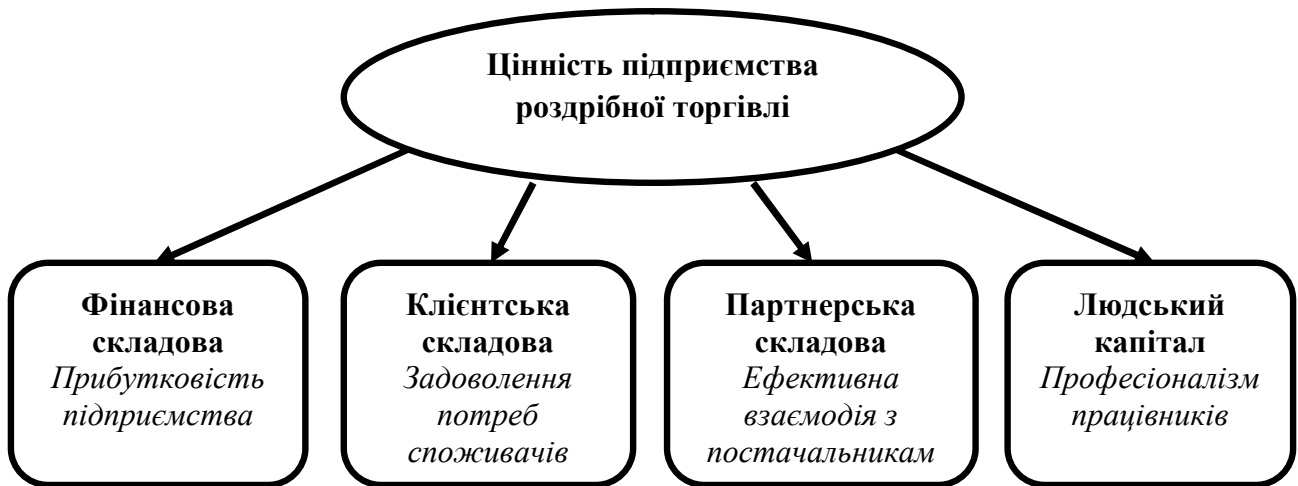 Цінність підприємства
роздрібної торгівлі
Фінансова
складова
Прибутковість
підприємства
Клієнтська
складова
Задоволення
потреб
споживачів
Партнерська
складова
Ефективна
взаємодія з
постачальникам
Людський
капітал
Професіоналізм
працівників